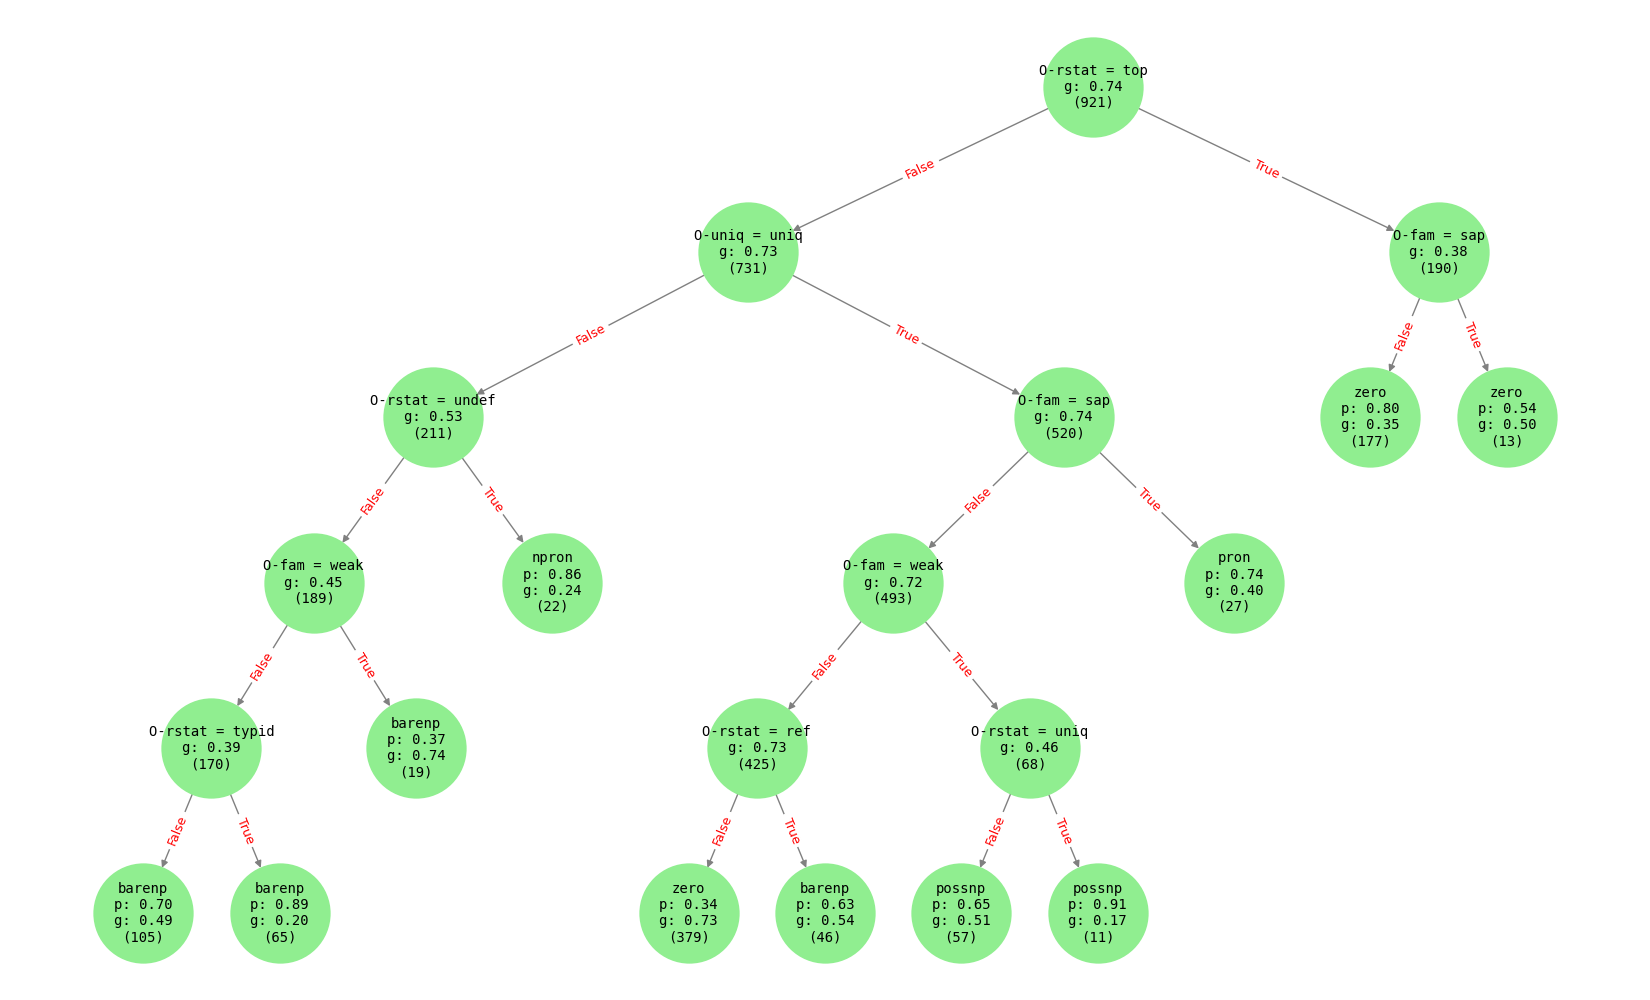 O-rstat = top
g: 0.74
(921)
False
True
O-uniq = uniq
g: 0.73
(731)
O-fam = sap
g: 0.38
(190)
False
True
False
True
O-rstat = undef
g: 0.53
(211)
O-fam = sap
g: 0.74
(520)
zero
p: 0.80
g: 0.35
(177)
zero
p: 0.54
g: 0.50
(13)
False
True
False
True
O-fam = weak
g: 0.45
(189)
npron
p: 0.86
g: 0.24
(22)
O-fam = weak
g: 0.72
(493)
pron
p: 0.74
g: 0.40
(27)
False
True
False
True
O-rstat = typid
g: 0.39
(170)
barenp
p: 0.37
g: 0.74
(19)
O-rstat = ref
g: 0.73
(425)
O-rstat = uniq
g: 0.46
(68)
False
True
False
True
False
True
barenp
p: 0.70
g: 0.49
(105)
barenp
p: 0.89
g: 0.20
(65)
zero
p: 0.34
g: 0.73
(379)
barenp
p: 0.63
g: 0.54
(46)
possnp
p: 0.65
g: 0.51
(57)
possnp
p: 0.91
g: 0.17
(11)